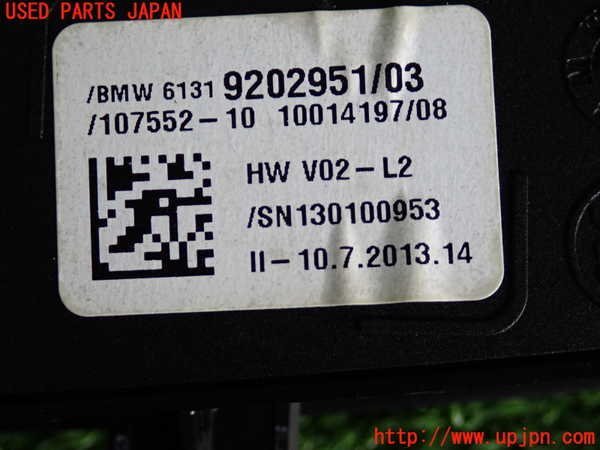 USED PARTS JAPAN
/BMW 6131 9202951/03
/107552-10 10014197/08
HW V02-L2
/SN130100953
II-10.7.2013.14
http://www.upjpn.com